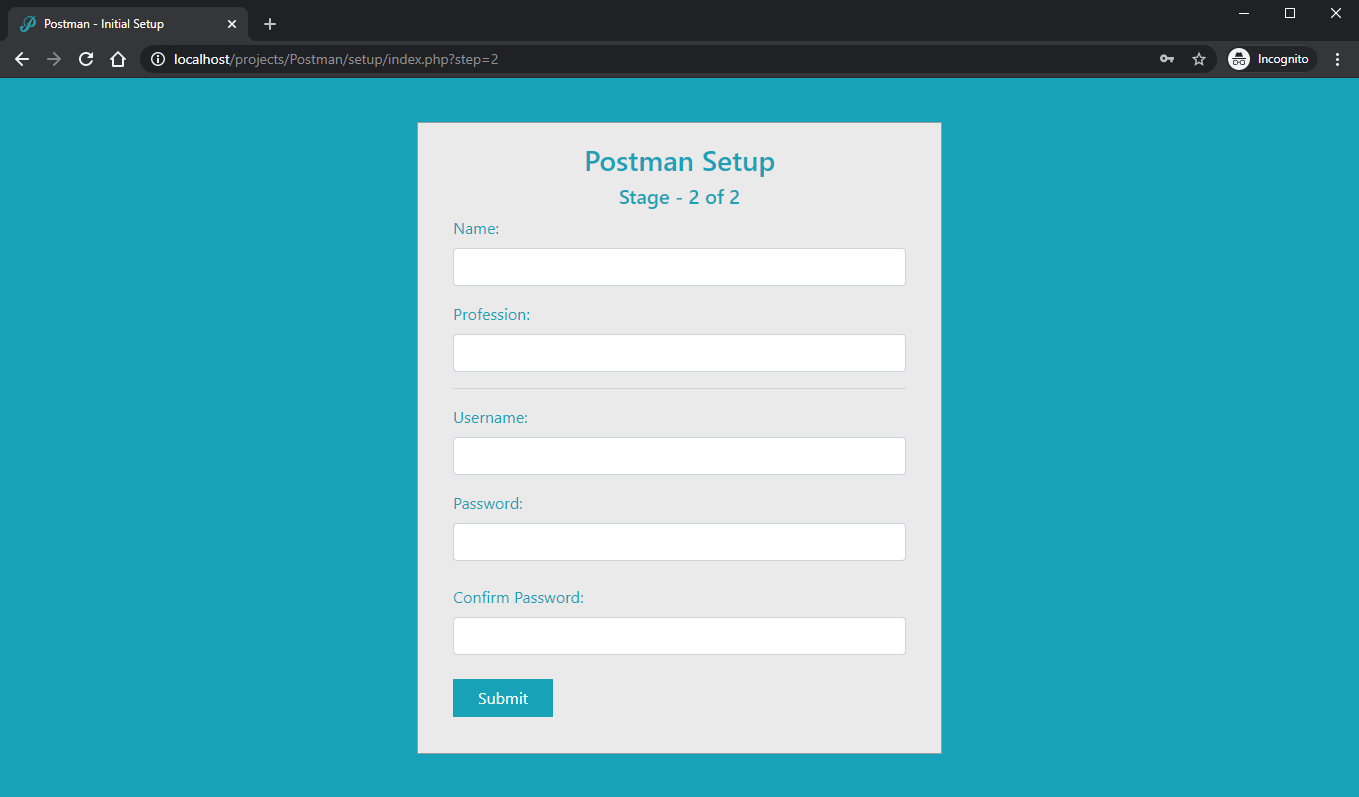 Postman - Initial Setup
localhost/projects/Postman/setup/index.php?step=2
Incognito
Postman Setup
Stage - 2 of 2
Name:
Profession:
Username:
Password:
Confirm Password:
Submit